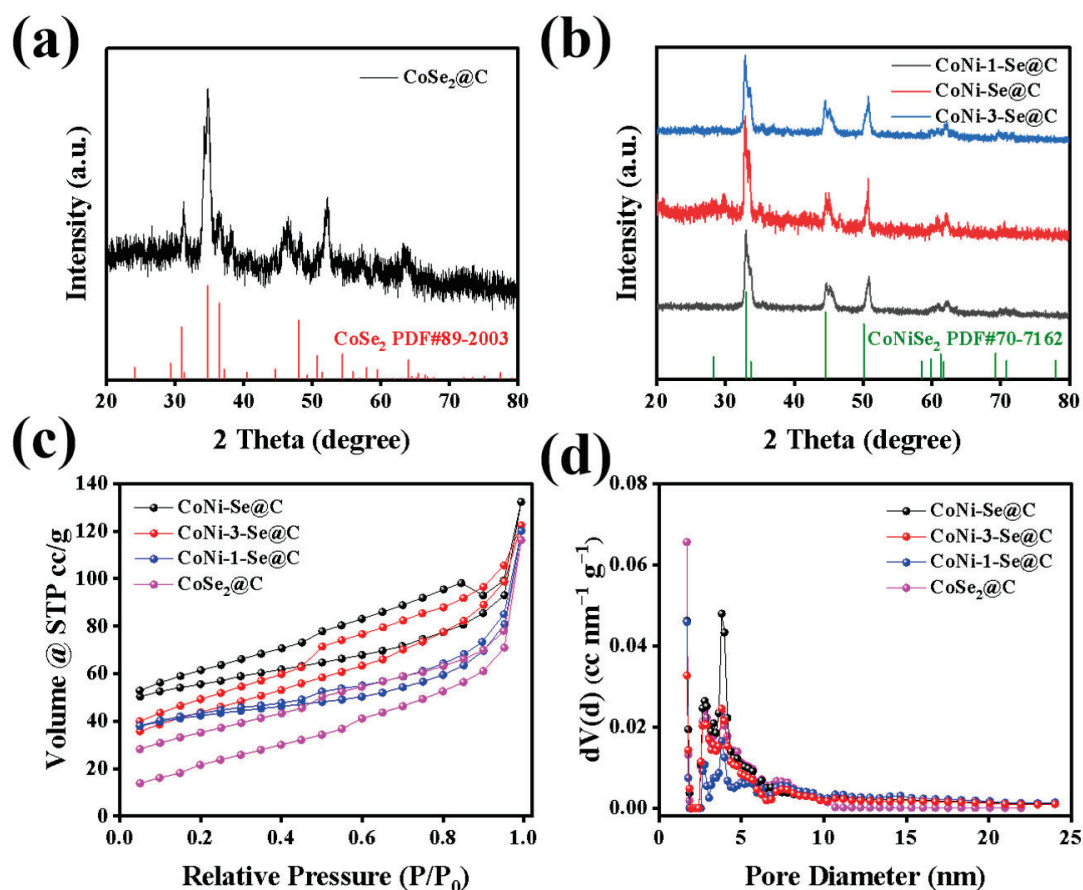 (a)
CoSe₂@C
Intensity (a.u.)
CoSe₂ PDF#89-2003
20 30 40 50 60 70 80
2 Theta (degree)
(b)
CoNi-1-Se@C
CoNi-Se@C
CoNi-3-Se@C
Intensity (a.u.)
CoNiSe₂ PDF#70-7162
20 30 40 50 60 70 80
2 Theta (degree)
(c)
140
120
100
80
60
40
20
0
Volume @ STP cc/g
CoNi-Se@C
CoNi-3-Se@C
CoNi-1-Se@C
CoSe₂@C
0.0 0.2 0.4 0.6 0.8 1.0
Relative Pressure (P/P₀)
(d)
0.08
0.06
0.04
0.02
0.00
dV(d) (cc nm⁻¹ g⁻¹)
CoNi-Se@C
CoNi-3-Se@C
CoNi-1-Se@C
CoSe₂@C
0 5 10 15 20 25
Pore Diameter (nm)